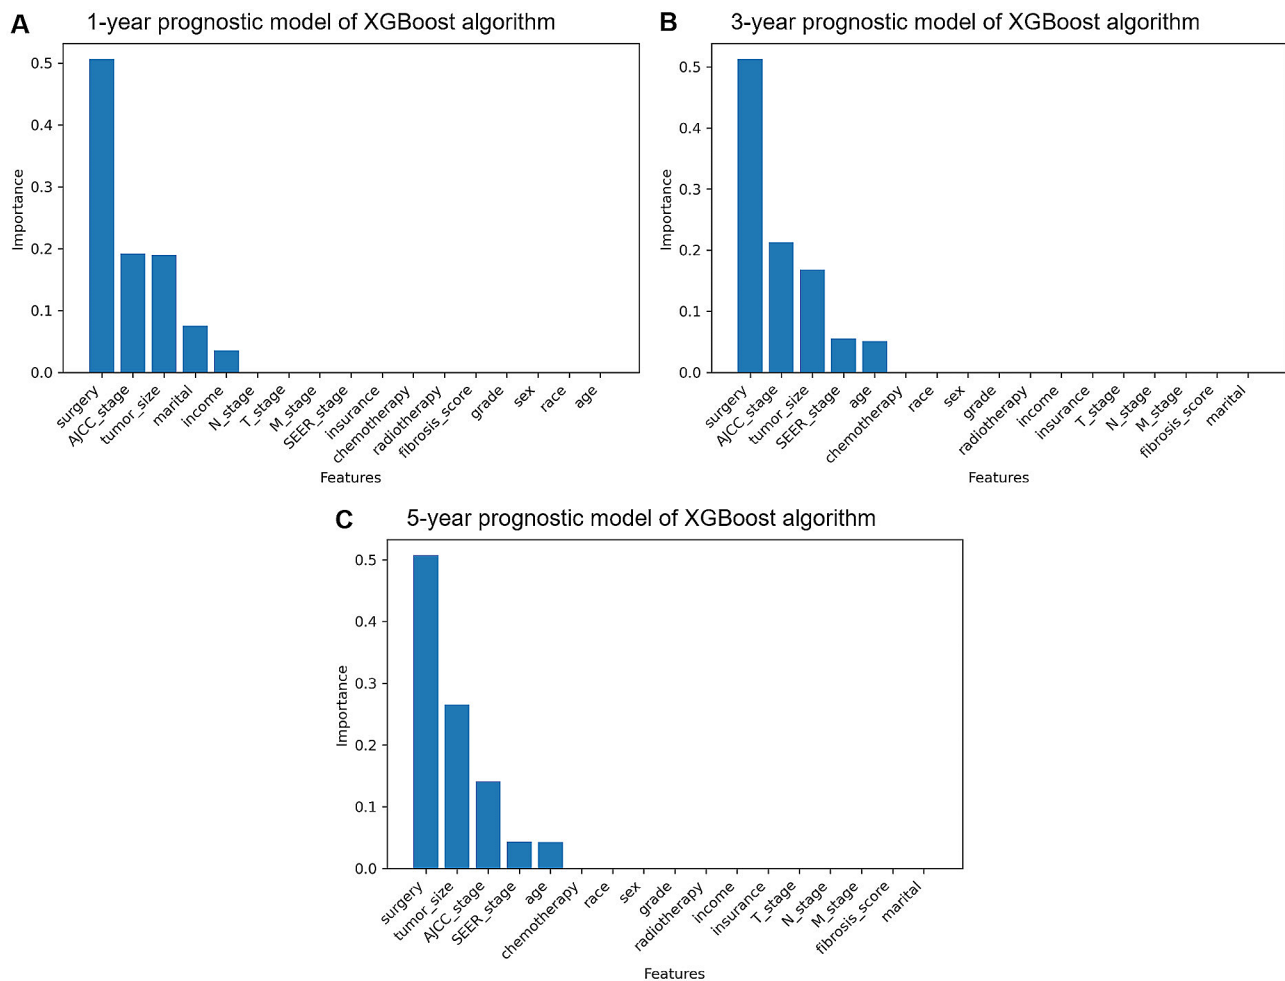 A
1-year prognostic model of XGBoost algorithm
0.5
0.4
0.3
0.2
0.1
0.0
Importance
surgery
AJCC_stage
tumor_size
marital
income
N_stage
T_stage
M_stage
SEER_stage
insurance
chemotherapy
radiotherapy
fibrosis_score
grade
sex
race
age
Features
B
3-year prognostic model of XGBoost algorithm
0.5
0.4
0.3
0.2
0.1
0.0
Importance
surgery
AJCC_stage
tumor_size
SEER_stage
age
chemotherapy
race
sex
grade
radiotherapy
income
insurance
T_stage
N_stage
M_stage
fibrosis_score
marital
Features
C
5-year prognostic model of XGBoost algorithm
0.5
0.4
0.3
0.2
0.1
0.0
Importance
surgery
tumor_size
AJCC_stage
SEER_stage
age
chemotherapy
race
sex
grade
radiotherapy
income
insurance
T_stage
N_stage
M_stage
fibrosis_score
marital
Features